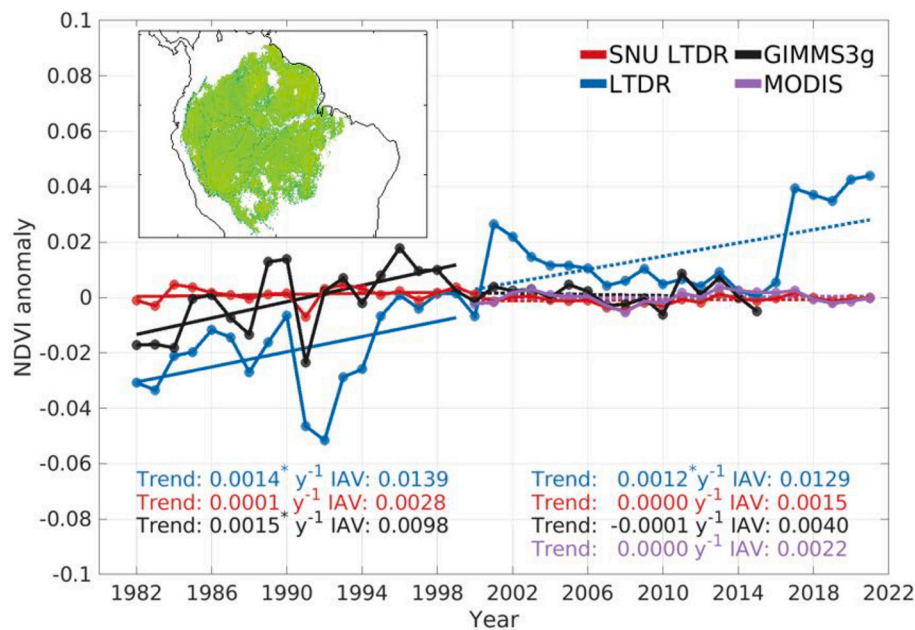 0.1
0.08
0.06
0.04
0.02
0
-0.02
-0.04
-0.06
-0.08
-0.1
NDVI anomaly
SNU LTDR
LTDR
GIMMS3g
MODIS
Trend: 0.0014* y-1 IAV: 0.0139
Trend: 0.0001 y-1 IAV: 0.0028
Trend: 0.0015* y-1 IAV: 0.0098
Trend: 0.0012* y-1 IAV: 0.0129
Trend: 0.0000 y-1 IAV: 0.0015
Trend: -0.0001 y-1 IAV: 0.0040
Trend: 0.0000 y-1 IAV: 0.0022
1982 1986 1990 1994 1998 2002 2006 2010 2014 2018 2022
Year